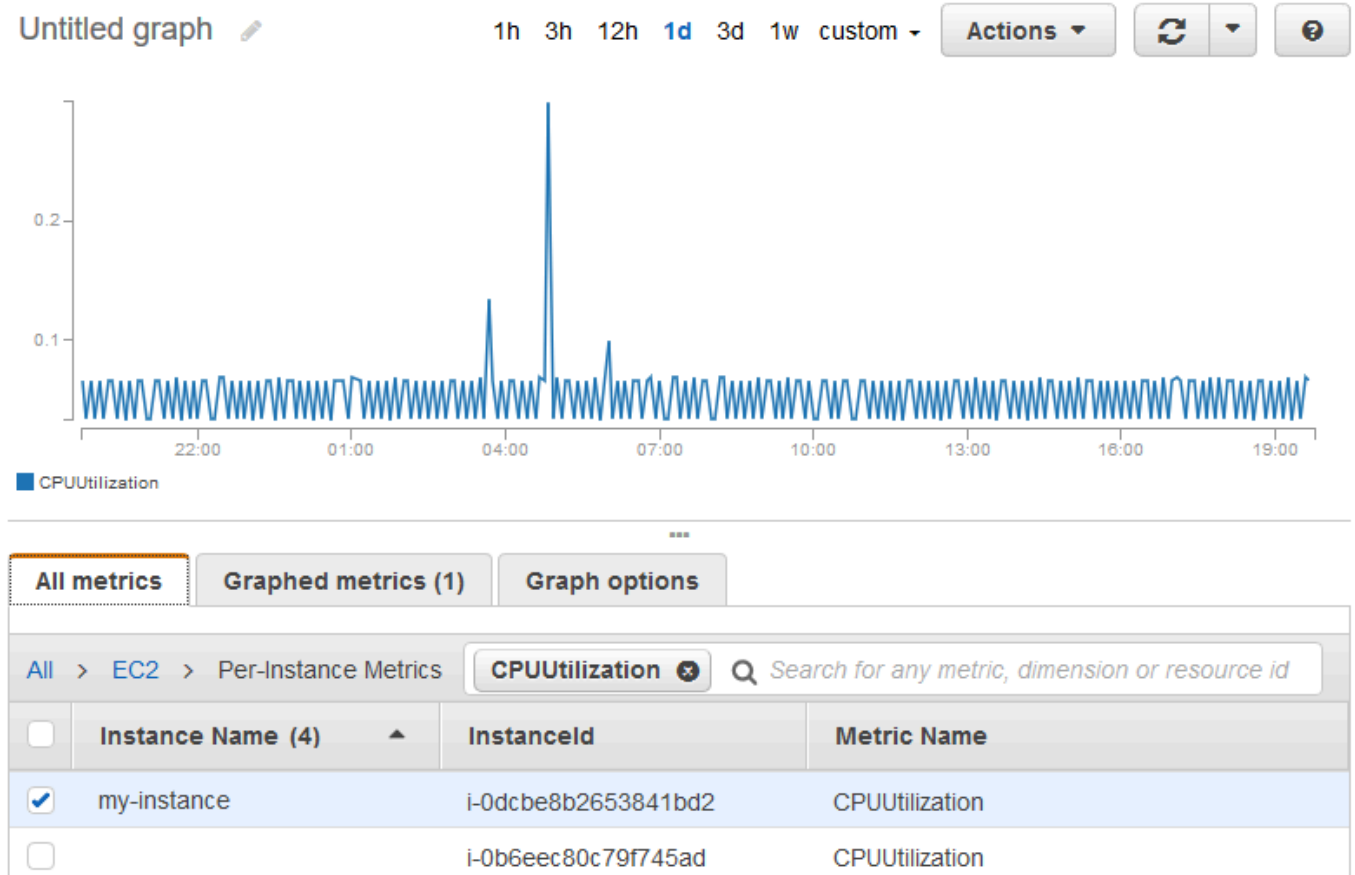 Untitled graph 1h 3h 12h 1d 3d 1w custom Actions
0.2
0.1
22:00 01:00 04:00 07:00 10:00 13:00 16:00 19:00
CPUUtilization
All metrics Graphed metrics (1) Graph options
All > EC2 > Per-Instance Metrics CPUUtilization Search for any metric, dimension or resource id
Instance Name (4) InstanceId Metric Name
my-instance i-0dcbe8b2653841bd2 CPUUtilization
i-0b6eec80c79f745ad CPUUtilization